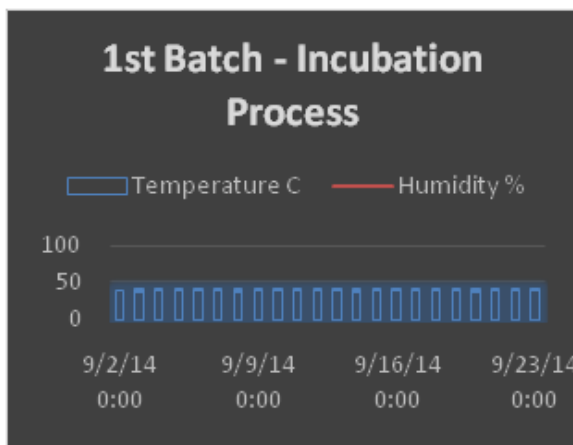 1st Batch - Incubation
Process
Temperature C Humidity %
100
50
0
9/2/14 9/9/14 9/16/14 9/23/14
0:00 0:00 0:00 0:00